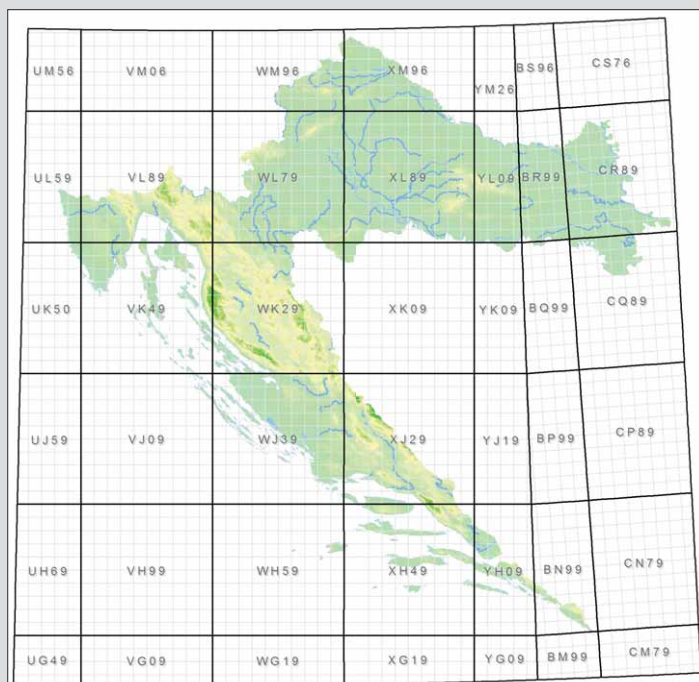 UM56 VM06 WM96 XM96 YM26 BS96 CS76
UL59 VL89 WL79 XL89 YL09 BR99 CR89
UK50 VK49 WK29 XK09 YK09 BQ99 CQ89
UJ59 VJ09 WJ39 XJ29 YJ19 BP99 CP89
UH69 VH99 WH59 XH49 YH09 BN99 CN79
UG49 VG09 WG19 XG19 YG09 BM99 CM79